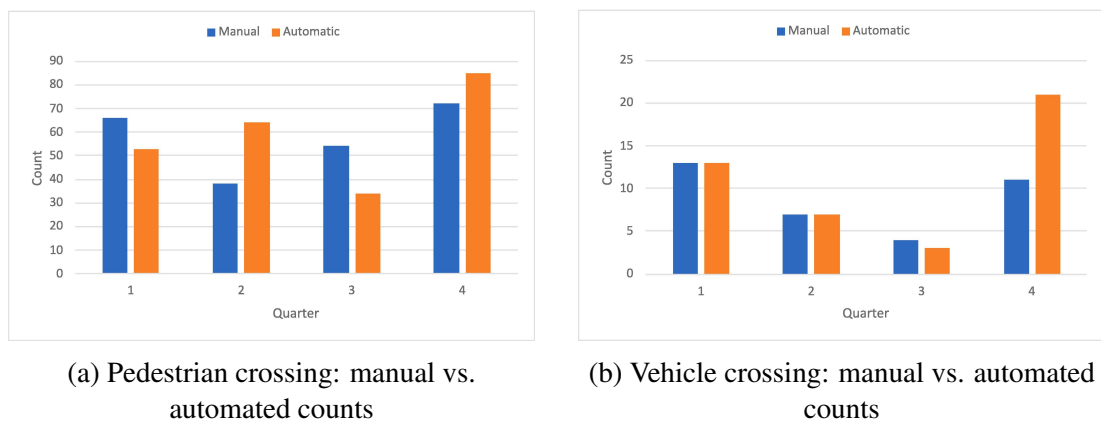 Manual Automatic
90
80
70
60
50
40
30
20
10
0
Count
1 2 3 4
Quarter
(a) Pedestrian crossing: manual vs.
automated counts
Manual Automatic
25
20
15
10
5
0
Count
1 2 3 4
Quarter
(b) Vehicle crossing: manual vs. automated
counts